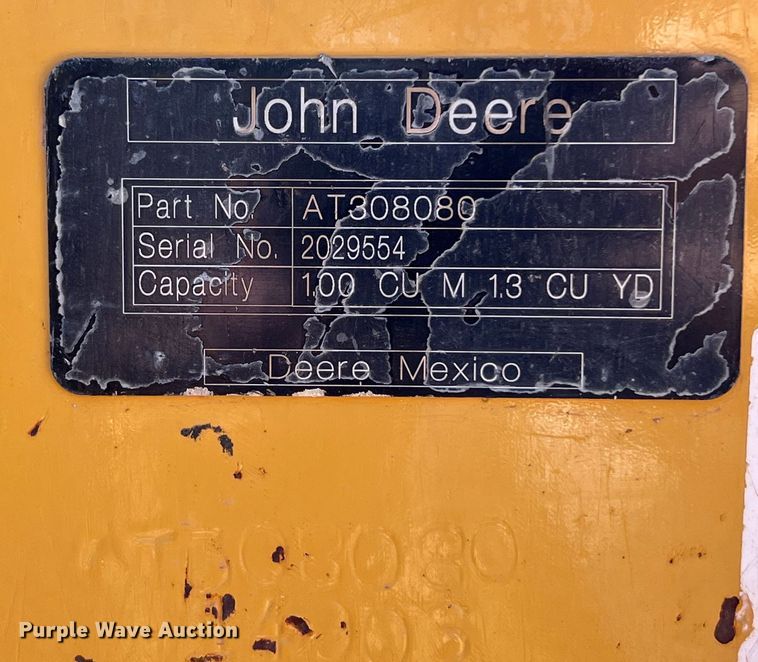 John Deere
Part No. AT308080
Serial No. 2029554
Capacity 1.00 CU M 1.3 CU YD
Deere Mexico
AT308080
Purple Wave Auction